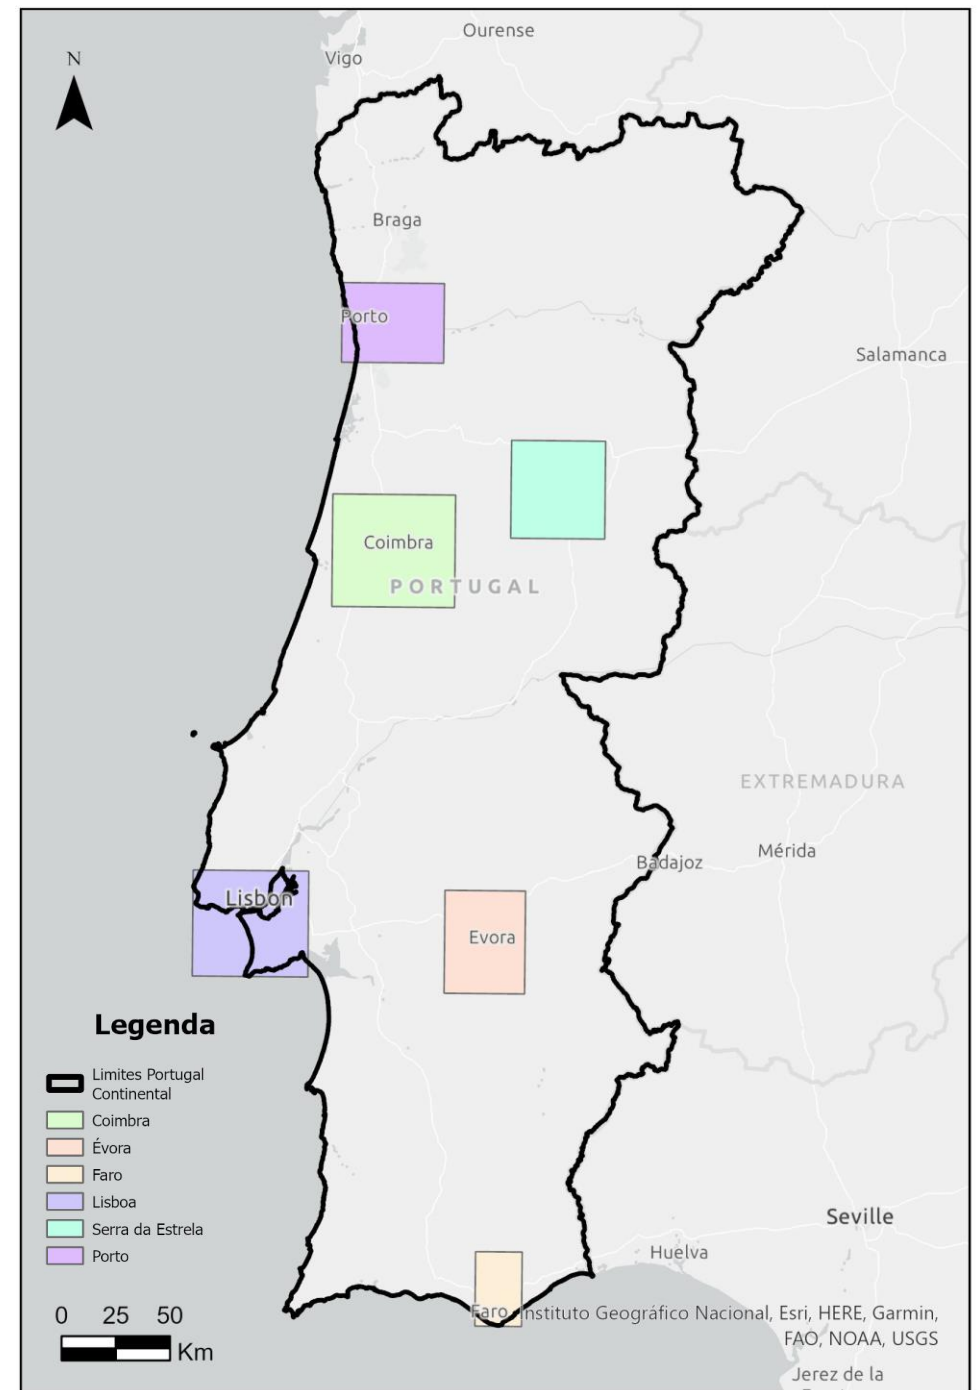 Ourense
Vigo
N
Braga
Porto
Salamanca
Coimbra
PORTUGAL
EXTREMADURA
Mérida
Badajoz
Lisbon
Evora
Legenda
Limites Portugal
Continental
Coimbra
Évora
Faro
Lisboa
Serra da Estrela
Porto
Seville
Huelva
Faro
Instituto Geográfico Nacional, Esri, HERE, Garmin,
FAO, NOAA, USGS
0 25 50
Km
Jerez de la